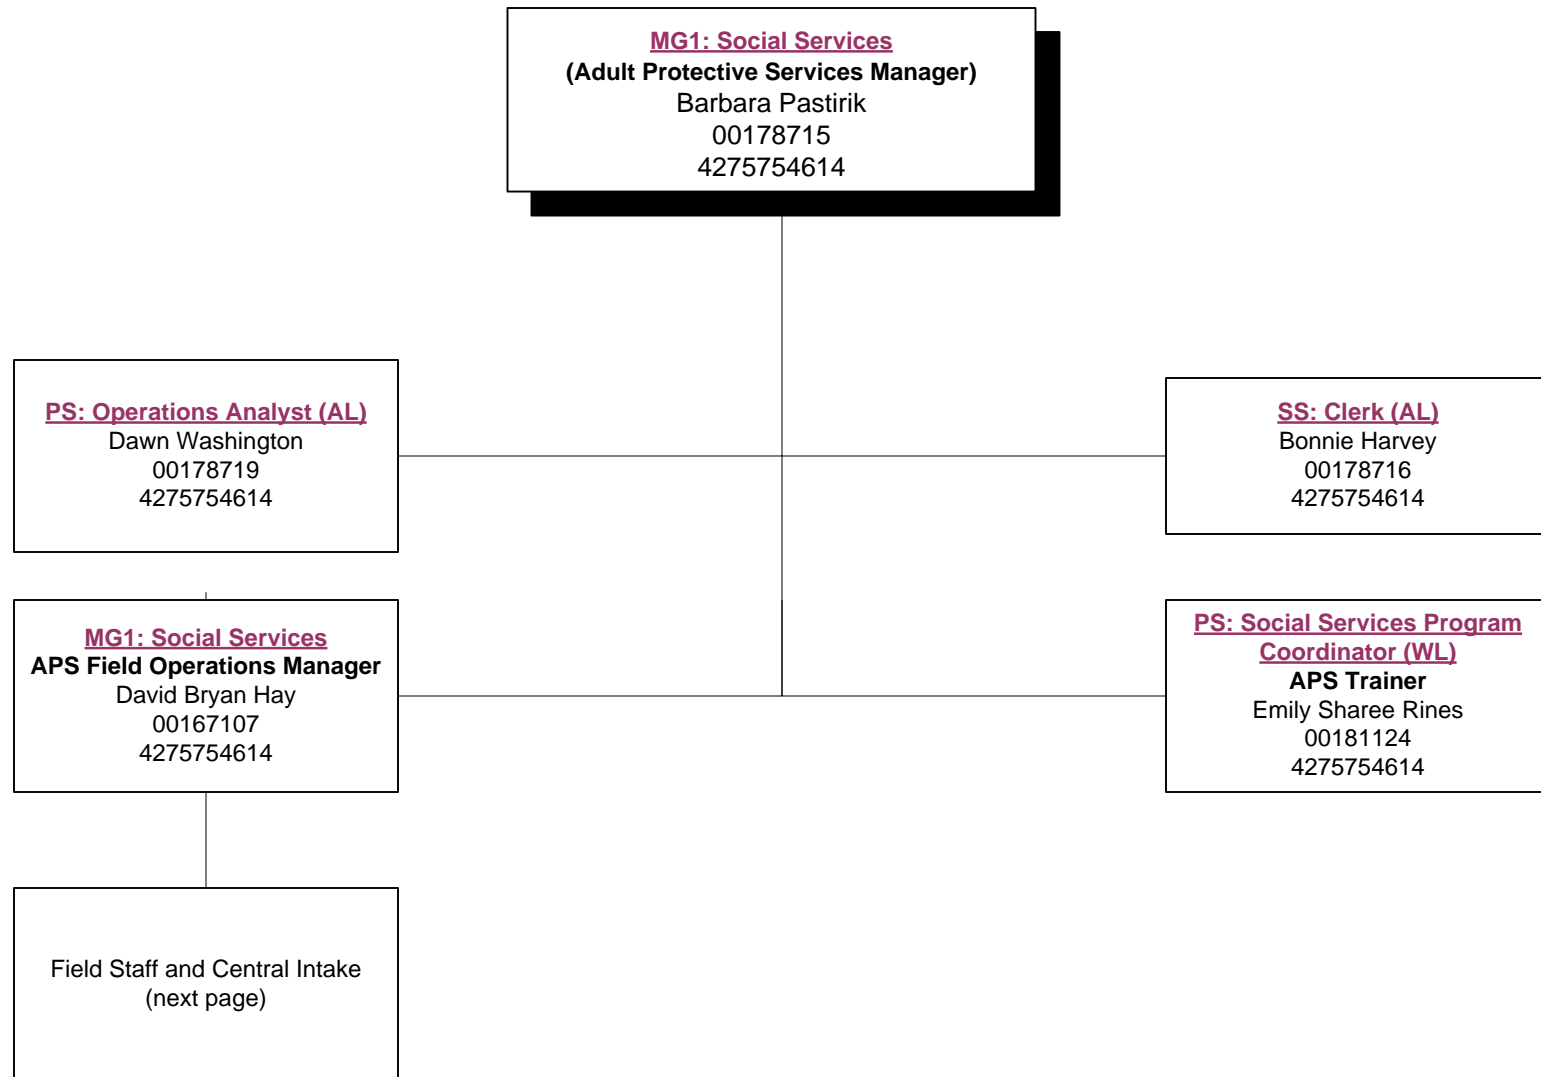 MG1: Social Services
(Adult Protective Services Manager)
Barbara Pastirik
00178715
4275754614
PS: Operations Analyst (AL)
Dawn Washington
00178719
4275754614
SS: Clerk (AL)
Bonnie Harvey
00178716
4275754614
MG1: Social Services
APS Field Operations Manager
David Bryan Hay
00167107
4275754614
PS: Social Services Program
Coordinator (WL)
APS Trainer
Emily Sharee Rines
00181124
4275754614
Field Staff and Central Intake
(next page)